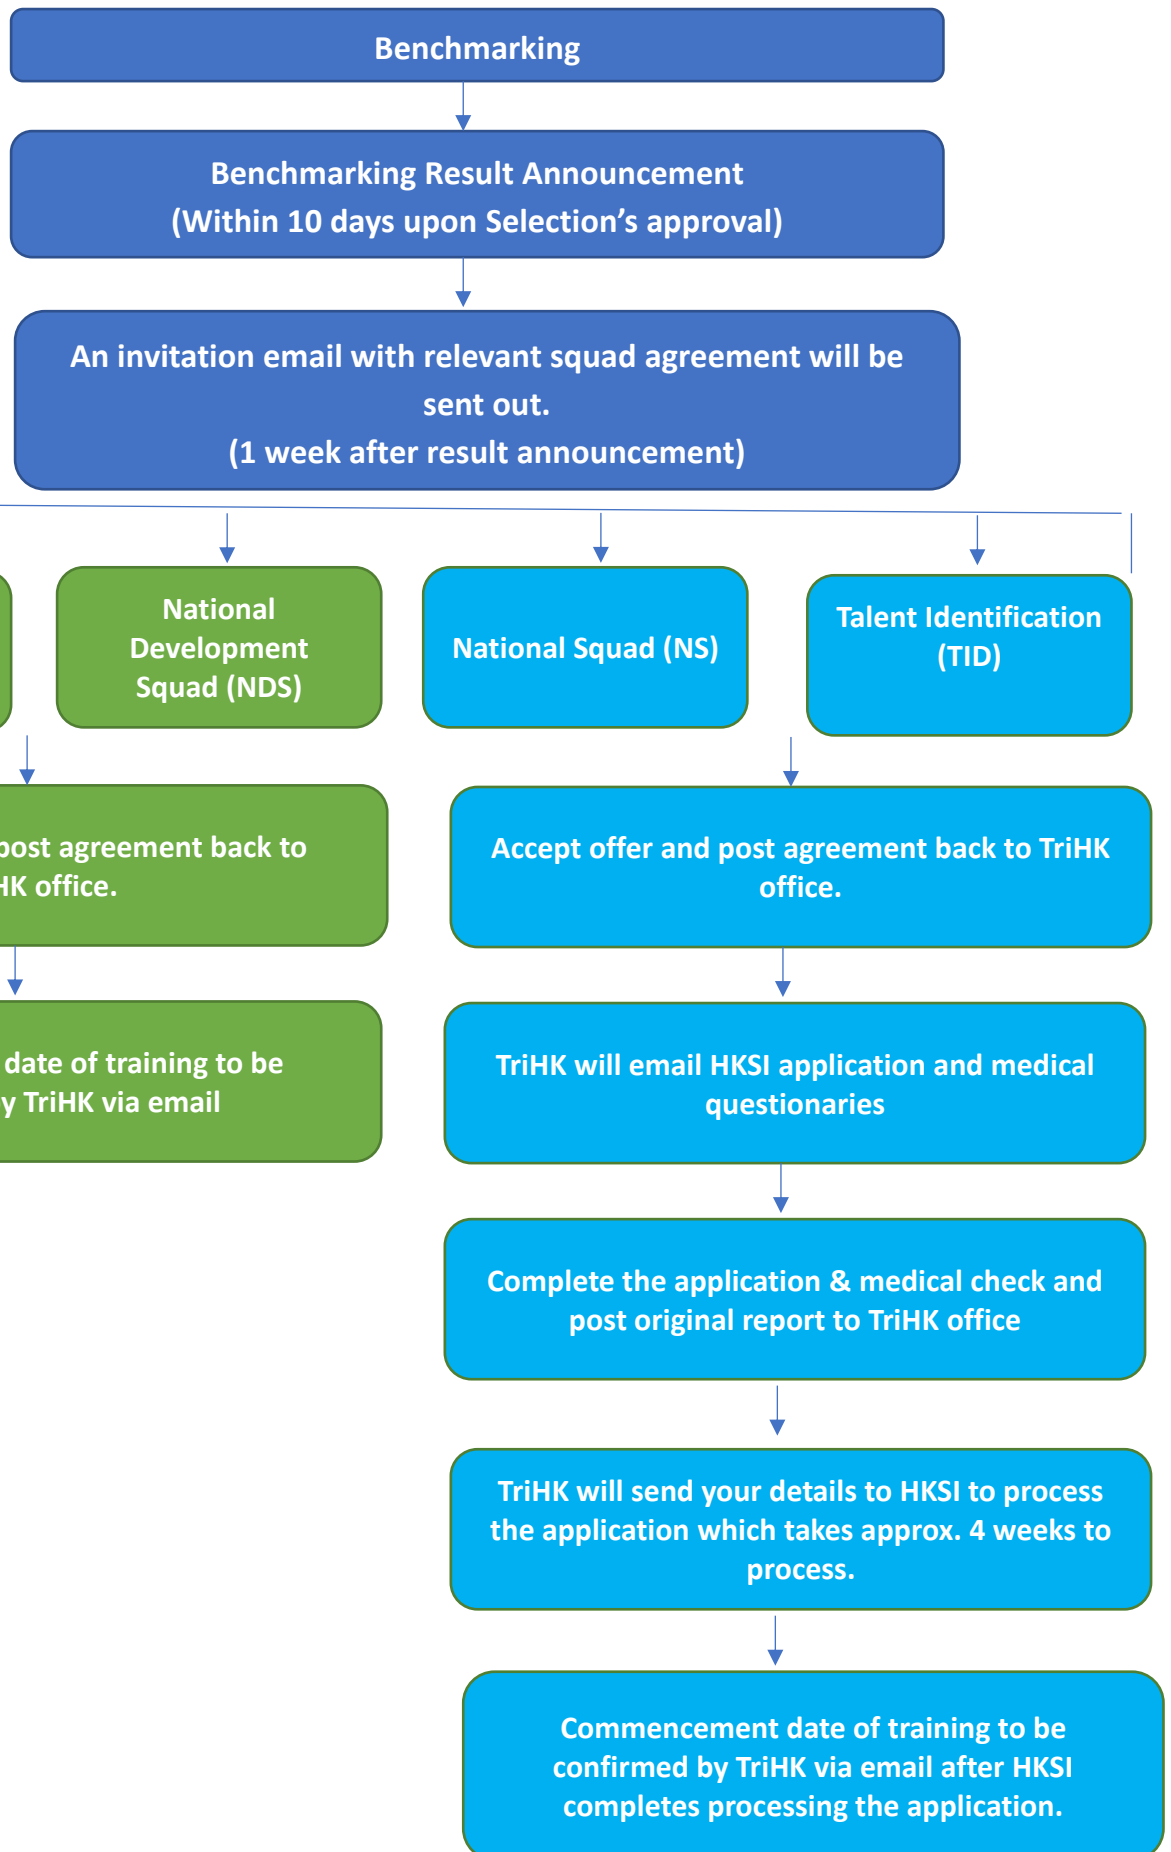 Benchmarking
Benchmarking Result Announcement
(Within 10 days upon Selection’s approval)
An invitation email with relevant squad agreement will be
sent out.
(1 week after result announcement)
National
Development
Squad (NDS)
National Squad (NS)
Talent Identification
(TID)
post agreement back to
HK office.
Accept offer and post agreement back to TriHK
office.
date of training to be
by TriHK via email
TriHK will email HKSI application and medical
questionaries
Complete the application & medical check and
post original report to TriHK office
TriHK will send your details to HKSI to process
the application which takes approx. 4 weeks to
process.
Commencement date of training to be
confirmed by TriHK via email after HKSI
completes processing the application.